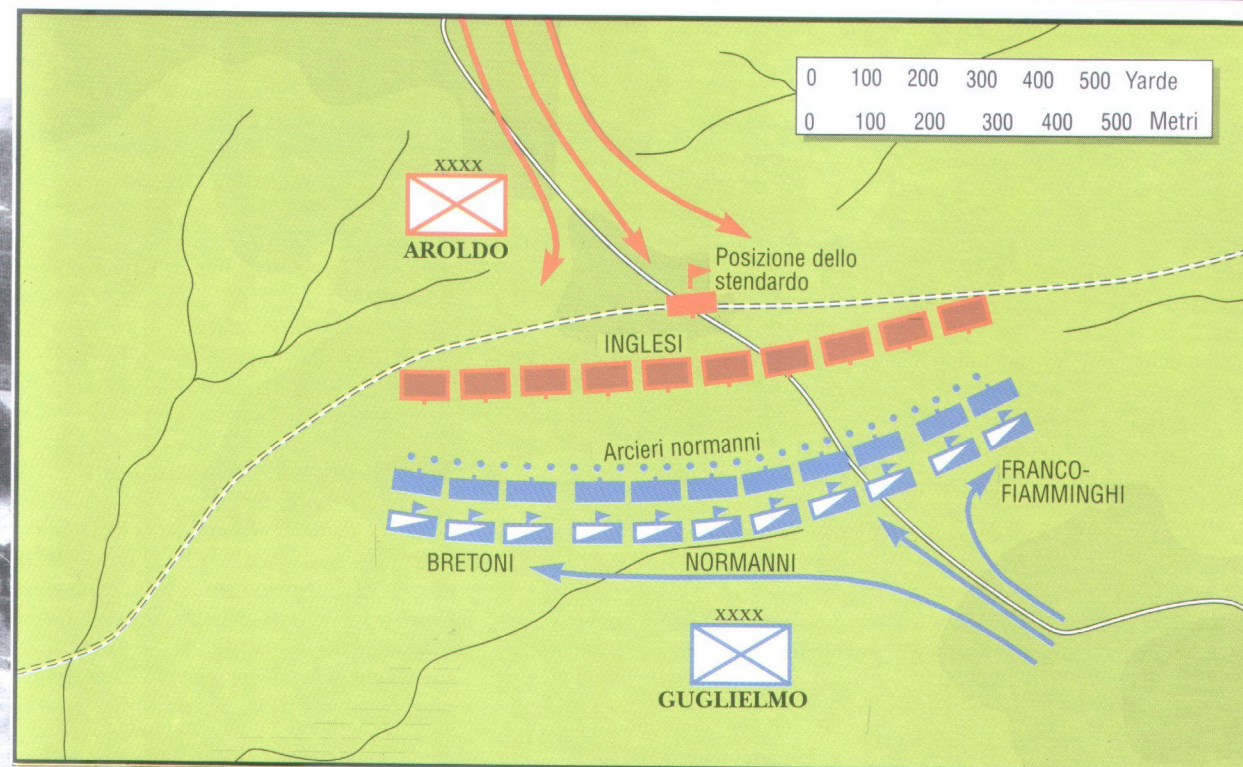 0 100 200 300 400 500 Yarde
0 100 200 300 400 500 Metri
XXXX
AROLDO
Posizione dello
stendardo
INGLESI
Arcieri normanni
FRANCO-
FIAMMINGHI
BRETONI
NORMANNI
XXXX
GUGLIELMO